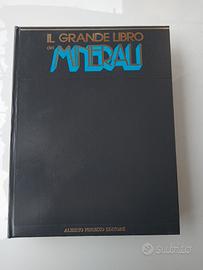 IL GRANDE LIBRO
dei MINERALI
ALBERTO PERUZZO EDITORE
subito